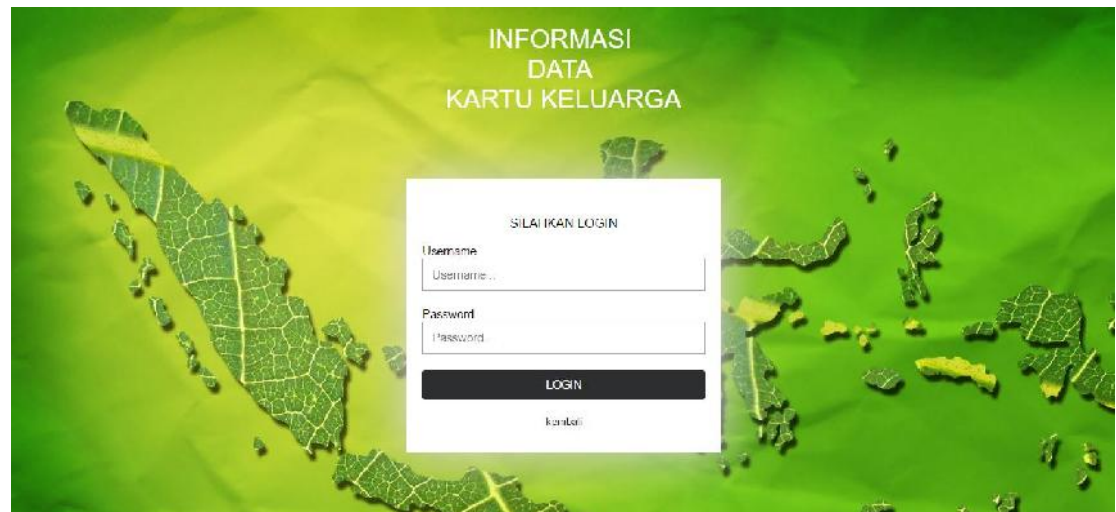 INFORMASI
DATA
KARTU KELUARGA
SILAHKAN LOGIN
Username
Username...
Password
Password..
LOGIN
kembali